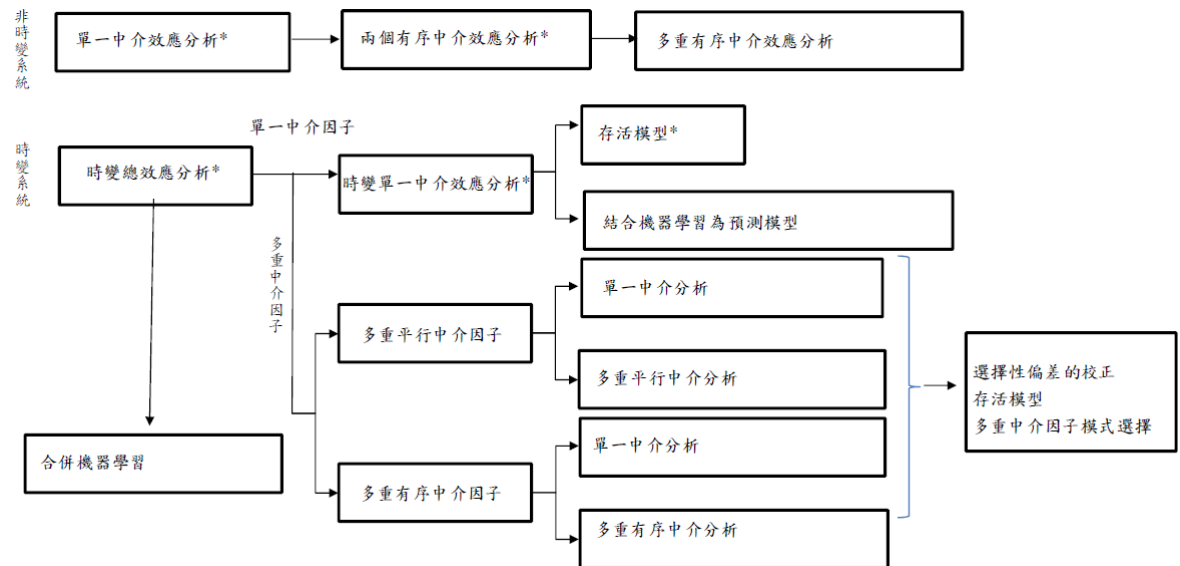 非時變系統
單一中介效應分析*
兩個有序中介效應分析*
多重有序中介效應分析
時變系統
時變總效應分析*
單一中介因子
時變單一中介效應分析*
存活模型*
結合機器學習為預測模型
多重中介因子
多重平行中介因子
單一中介分析
多重平行中介分析
多重有序中介因子
單一中介分析
多重有序中介分析
選擇性偏差的校正
存活模型
多重中介因子模式選擇
合併機器學習